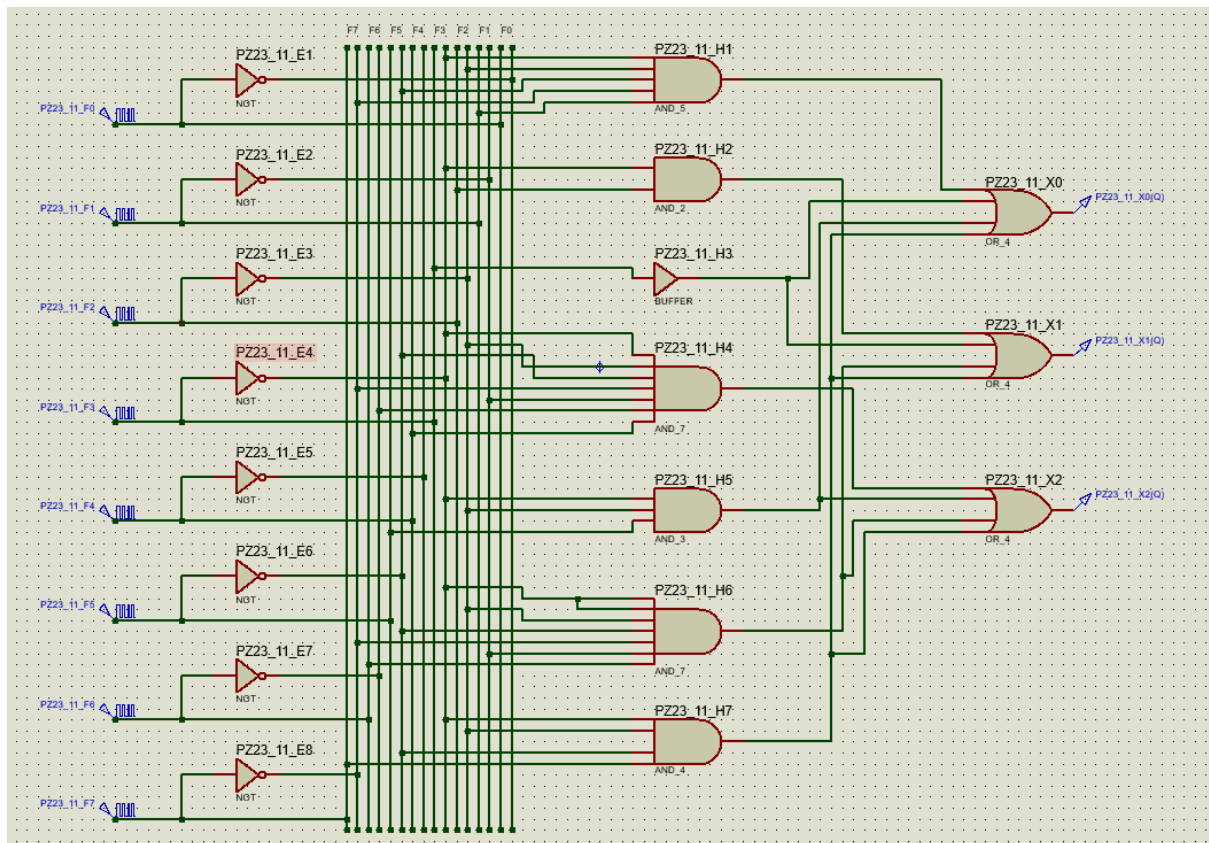 F7 F6 F5 F4 F3 F2 F1 F0
PZ23_11_E1
NOT
PZ23_11_F0
PZ23_11_E2
NOT
PZ23_11_F1
PZ23_11_E3
NOT
PZ23_11_F2
PZ23_11_E4
NOT
PZ23_11_F3
PZ23_11_E5
NOT
PZ23_11_F4
PZ23_11_E6
NOT
PZ23_11_F5
PZ23_11_E7
NOT
PZ23_11_F6
PZ23_11_E8
NOT
PZ23_11_F7
PZ23_11_H1
AND_5
PZ23_11_H2
AND_2
PZ23_11_H3
BUFFER
PZ23_11_H4
AND_7
PZ23_11_H5
AND_3
PZ23_11_H6
AND_7
PZ23_11_H7
AND_4
PZ23_11_X0
PZ23_11_X0(Q)
OR_4
PZ23_11_X1
PZ23_11_X1(Q)
OR_4
PZ23_11_X2
PZ23_11_X2(Q)
OR_4